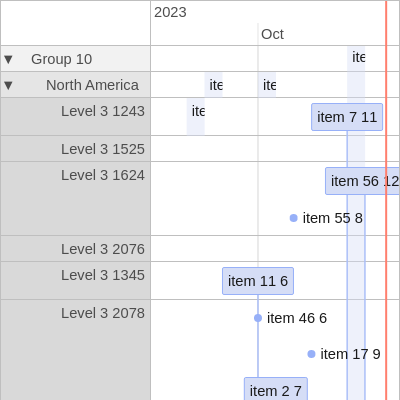 2023
Oct
▼ Group 10
ite
▼ North America
ite
ite
Level 3 1243
ite
item 7 11
Level 3 1525
Level 3 1624
item 56 12
item 55 8
Level 3 2076
Level 3 1345
item 11 6
Level 3 2078
item 46 6
item 17 9
item 2 7